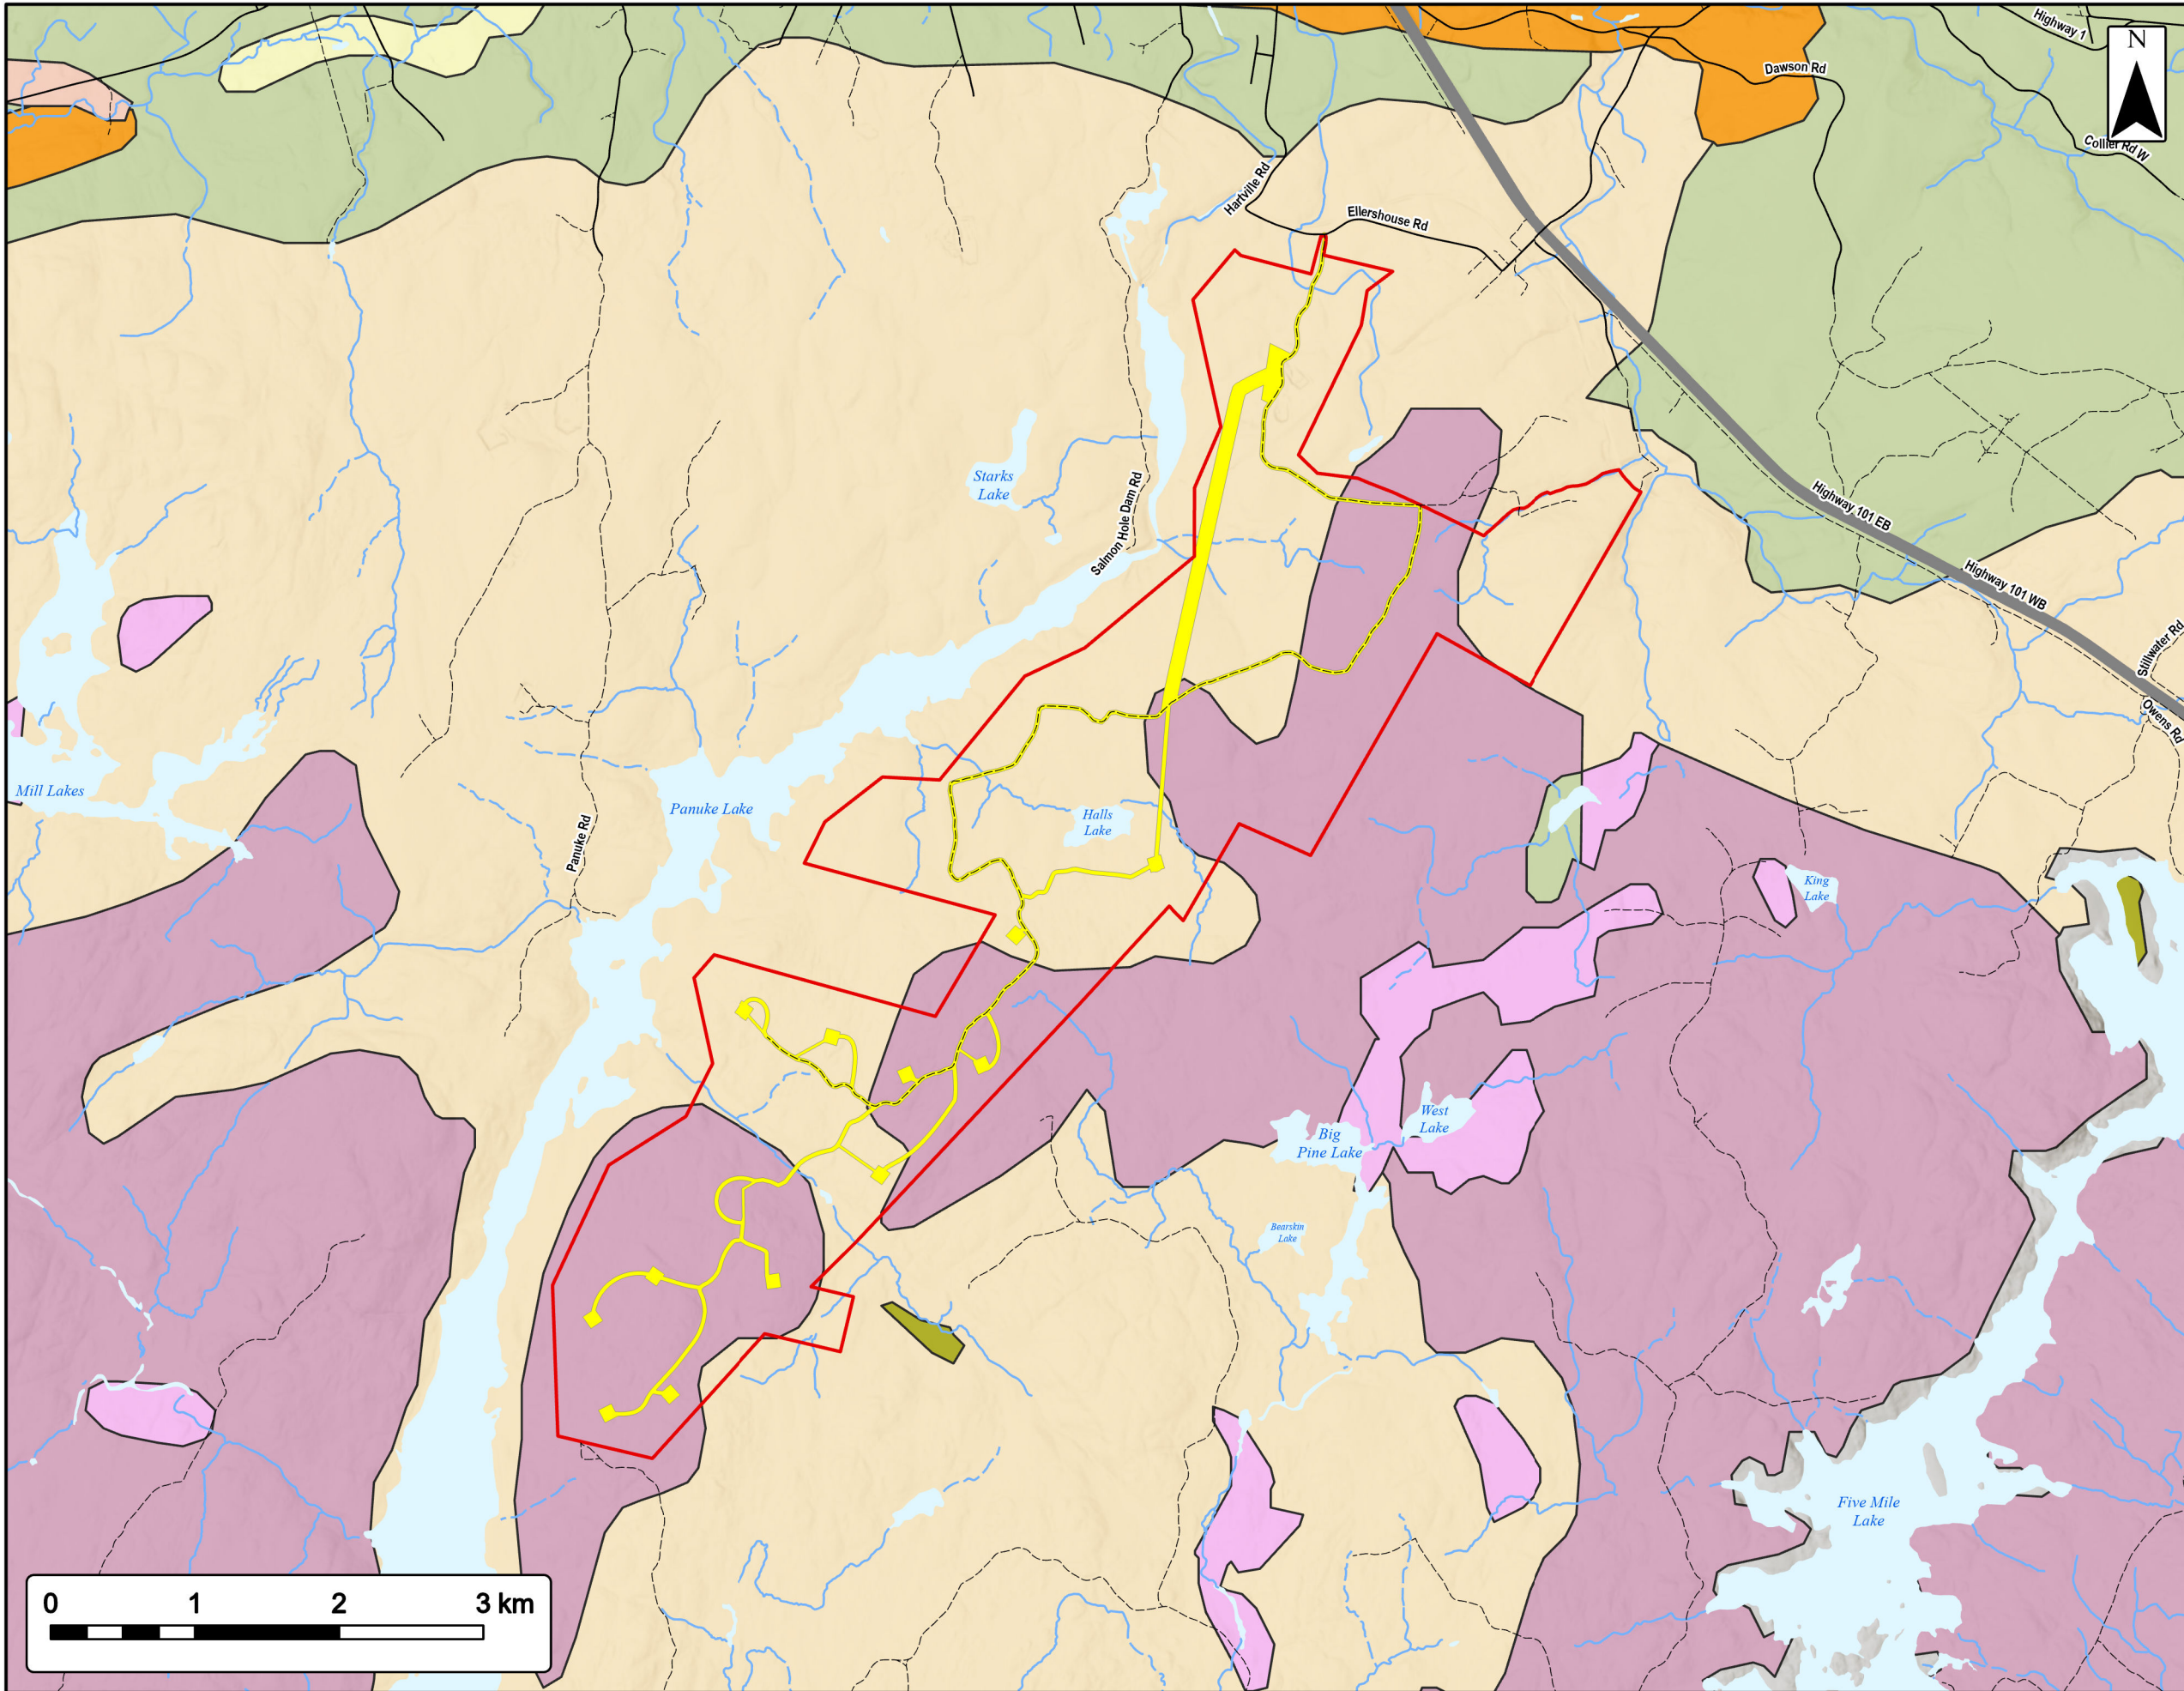 Highway 1
N
Dawson Rd
Collier Rd W
Hartville Rd
Ellershouse Rd
Starks
Lake
Salmon Hole Dam Rd
Highway 101 EB
Highway 101 WB
Stillwater Rd
Owens Rd
Mill Lakes
Panuke Lake
Halls
Lake
Panuke Rd
King
Lake
West
Lake
Big
Pine Lake
Bearskin
Lake
Five Mile
Lake
0 1 2 3 km